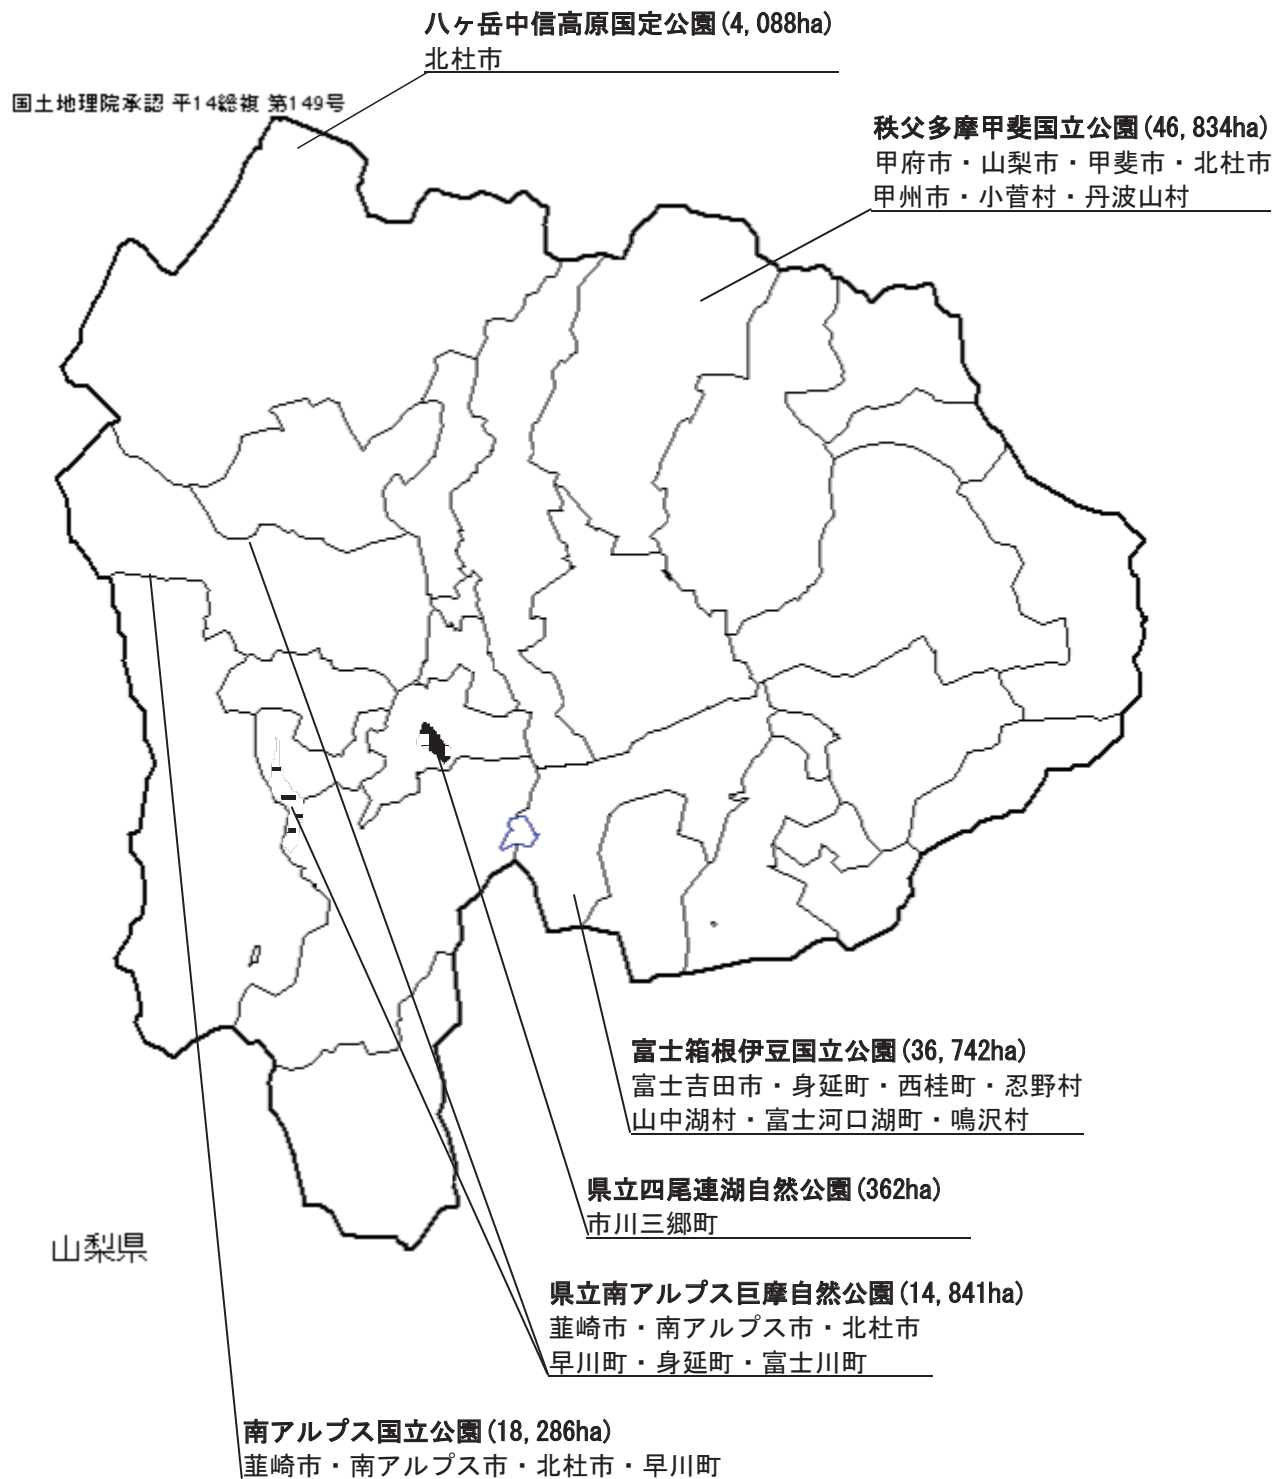 八ヶ岳中信高原国定公園(4,088ha)
北杜市
国土地理院承認 平14総複 第149号
秩父多摩甲斐国立公園(46,834ha)
甲府市・山梨市・甲斐市・北杜市
甲州市・小菅村・丹波山村
富士箱根伊豆国立公園(36,742ha)
富士吉田市・身延町・西桂町・忍野村
山中湖村・富士河口湖町・鳴沢村
県立四尾連湖自然公園(362ha)
市川三郷町
山梨県
県立南アルプス巨摩自然公園(14,841ha)
韮崎市・南アルプス市・北杜市
早川町・身延町・富士川町
南アルプス国立公園(18,286ha)
韮崎市・南アルプス市・北杜市・早川町